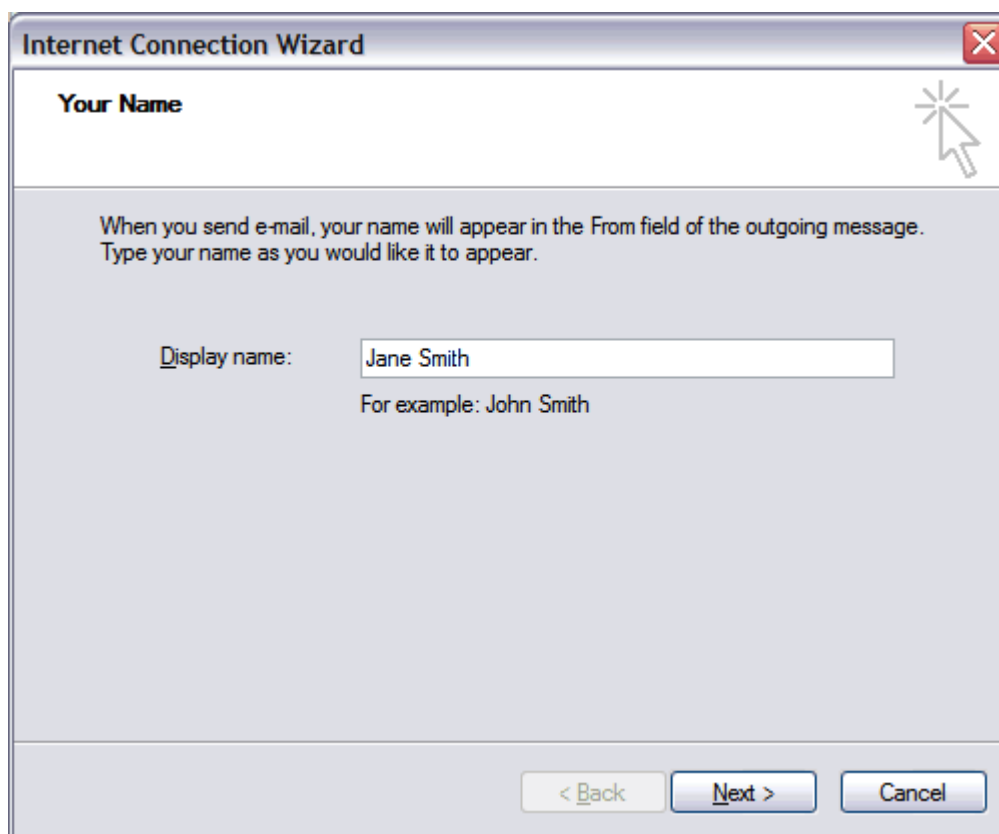 Internet Connection Wizard
Your Name
When you send e-mail, your name will appear in the From field of the outgoing message.
Type your name as you would like it to appear.
Display name: Jane Smith
For example: John Smith
< Back Next > Cancel